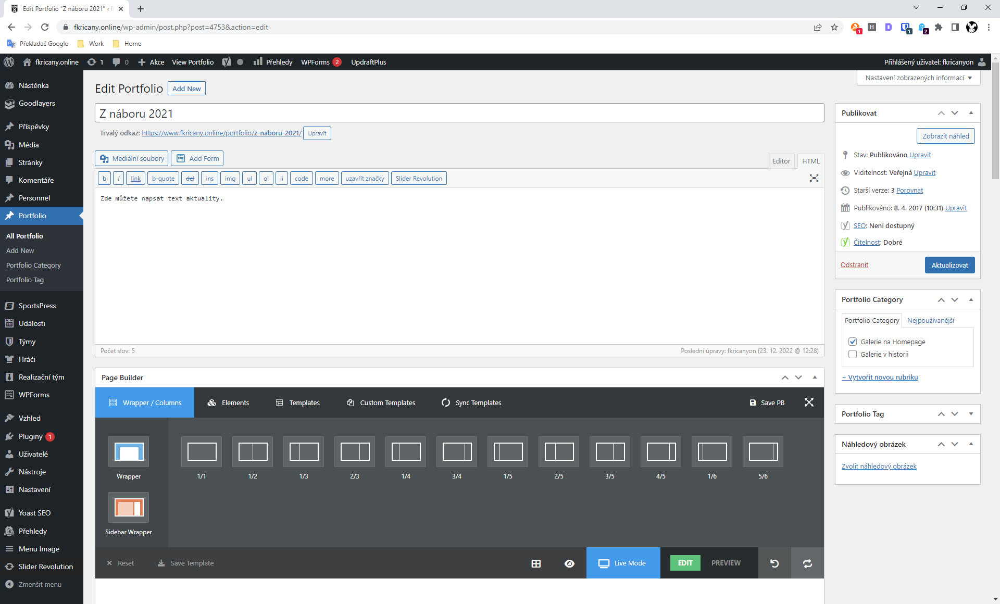 Edit Portfolio “Z náboru 2021” ‹ f
fkricany.online/wp-admin/post.php?post=4753&action=edit
1
H
D
1
2
Překladač Google
Work
Home
fkricany.online
1
0
Akce
View Portfolio
Přehledy
WPForms 2
UpdraftPlus
Přihlášený uživatel: fkricanyon
Nastavení zobrazených informací
Nástěnka
Goodlayers
Příspěvky
Média
Stránky
Komentáře
Personnel
Portfolio
All Portfolio
Add New
Portfolio Category
Portfolio Tag
SportsPress
Události
Týmy
Hráči
Realizační tým
WPForms
Vzhled
Pluginy 1
Uživatelé
Nástroje
Nastavení
Yoast SEO
Přehledy
Menu Image
Slider Revolution
Zmenšit menu
Edit Portfolio
Add New
Z náboru 2021
Trvalý odkaz: https://www.fkricany.online/portfolio/z-naboru-2021/ Upravit
Mediální soubory
Add Form
Editor
HTML
b
i
link
b-quote
del
ins
img
ul
ol
li
code
more
uzavřít značky
Slider Revolution
Zde můžete napsat text aktuality.
Počet slov: 5
Poslední úpravy: fkricanyon (23. 12. 2022 @ 12:28)
Page Builder
Wrapper / Columns
Elements
Templates
Custom Templates
Sync Templates
Save PB
Wrapper
1/1
1/2
1/3
2/3
1/4
3/4
1/5
2/5
3/5
4/5
1/6
5/6
Sidebar Wrapper
Reset
Save Template
Live Mode
EDIT
PREVIEW
Publikovat
Zobrazit náhled
Stav: Publikováno Upravit
Viditelnost: Veřejná Upravit
Starší verze: 3 Porovnat
Publikováno: 8. 4. 2017 (10:31) Upravit
SEO: Není dostupný
Čitelnost: Dobré
Odstranit
Aktualizovat
Portfolio Category
Portfolio Category
Nejpoužívanější
Galerie na Homepage
Galerie v historii
+ Vytvořit novou rubriku
Portfolio Tag
Náhledový obrázek
Zvolit náhledový obrázek